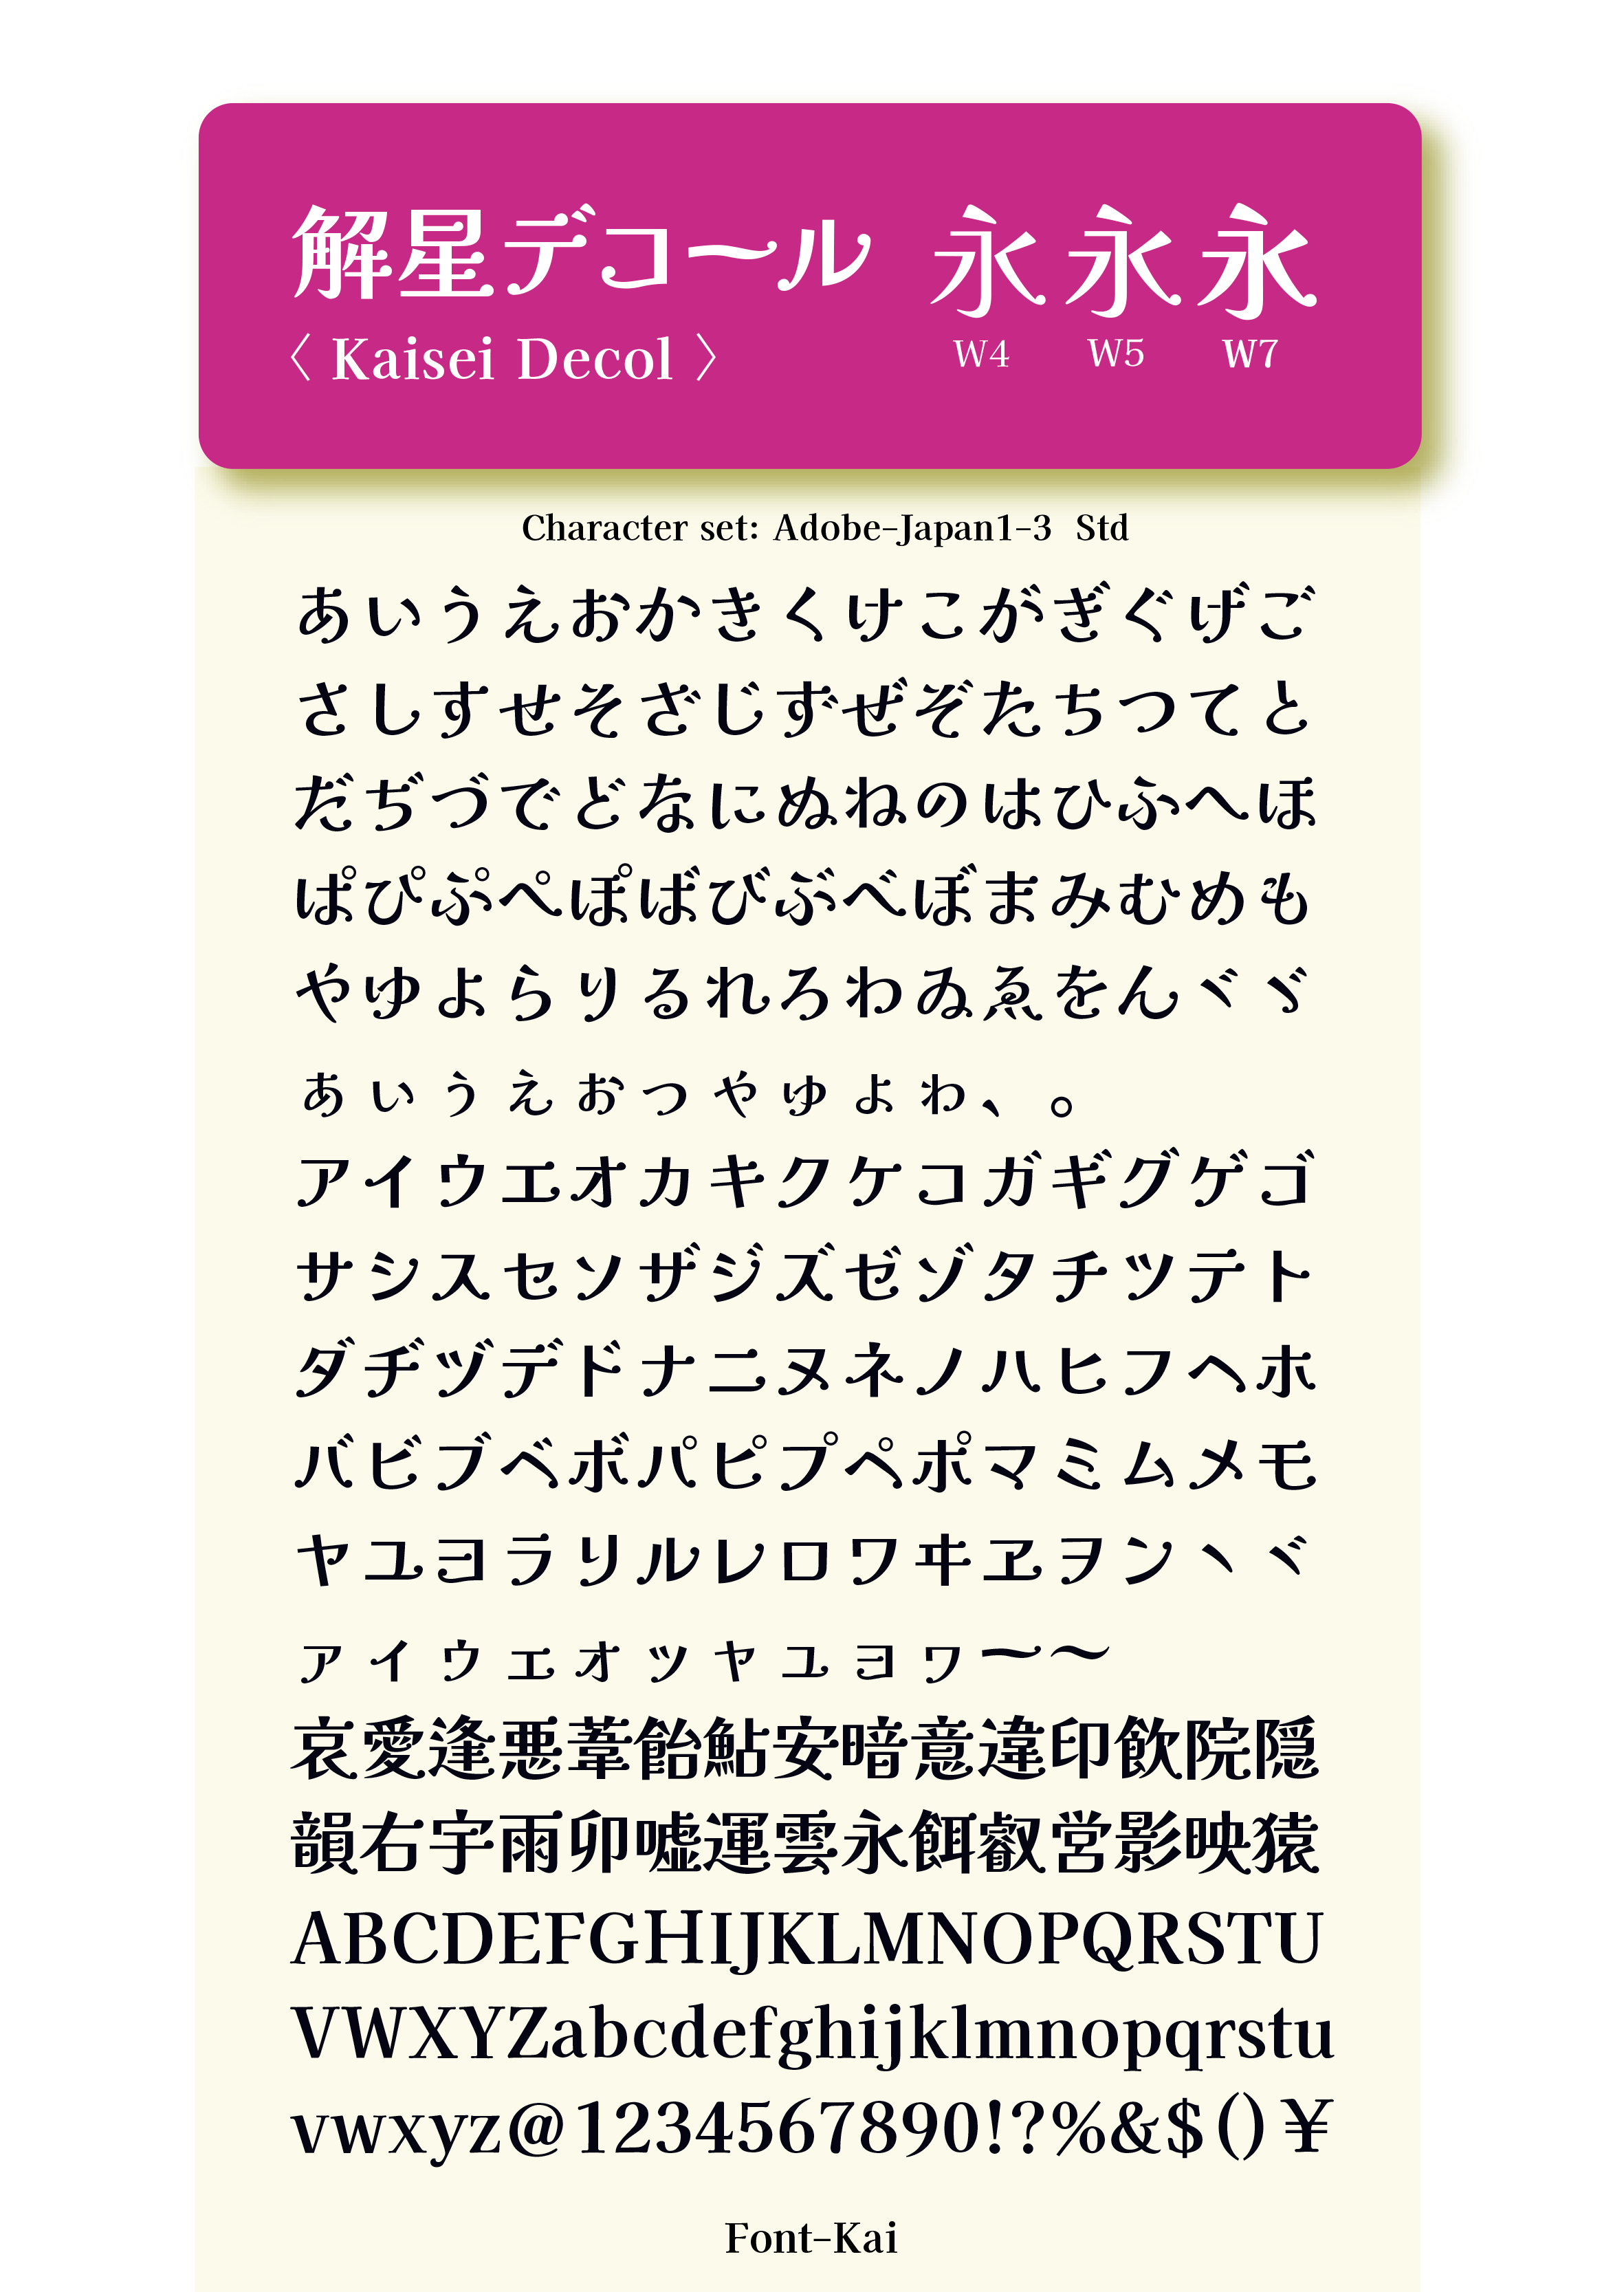 解星デコール 永永永
〈 Kaisei Decol 〉 W4 W5 W7
Character set: Adobe-Japan1-3 Std
あいうえおかきくけこがぎぐげご
さしすせそざじずぜぞたちつてと
だぢづでどなにぬねのはひふへほ
ぱぴぷぺぽばびぶべぼまみむめも
やゆよらりるれろわゐゑをんヾゞ
ぁぃぅぇぉっゃゅょゎ、。
アイウエオカキクケコガギグゲゴ
サシスセソザジズゼゾタチツテト
ダヂヅデドナニヌネノハヒフヘホ
バビブベボパピプペポマミムメモ
ヤユヨラリルレロワヰヱヲンヽヾ
ァィゥェォッャュョヮー〜
哀愛逢悪葦飴鮎安暗意違印飲院隠
韻右宇雨卯嘘運雲永餌叡営影映猿
ABCDEFGHIJKLMNOPQRSTU
VWXYZabcdefghijklmnopqrstu
vwxyz@1234567890!?%&$()￥
Font-Kai